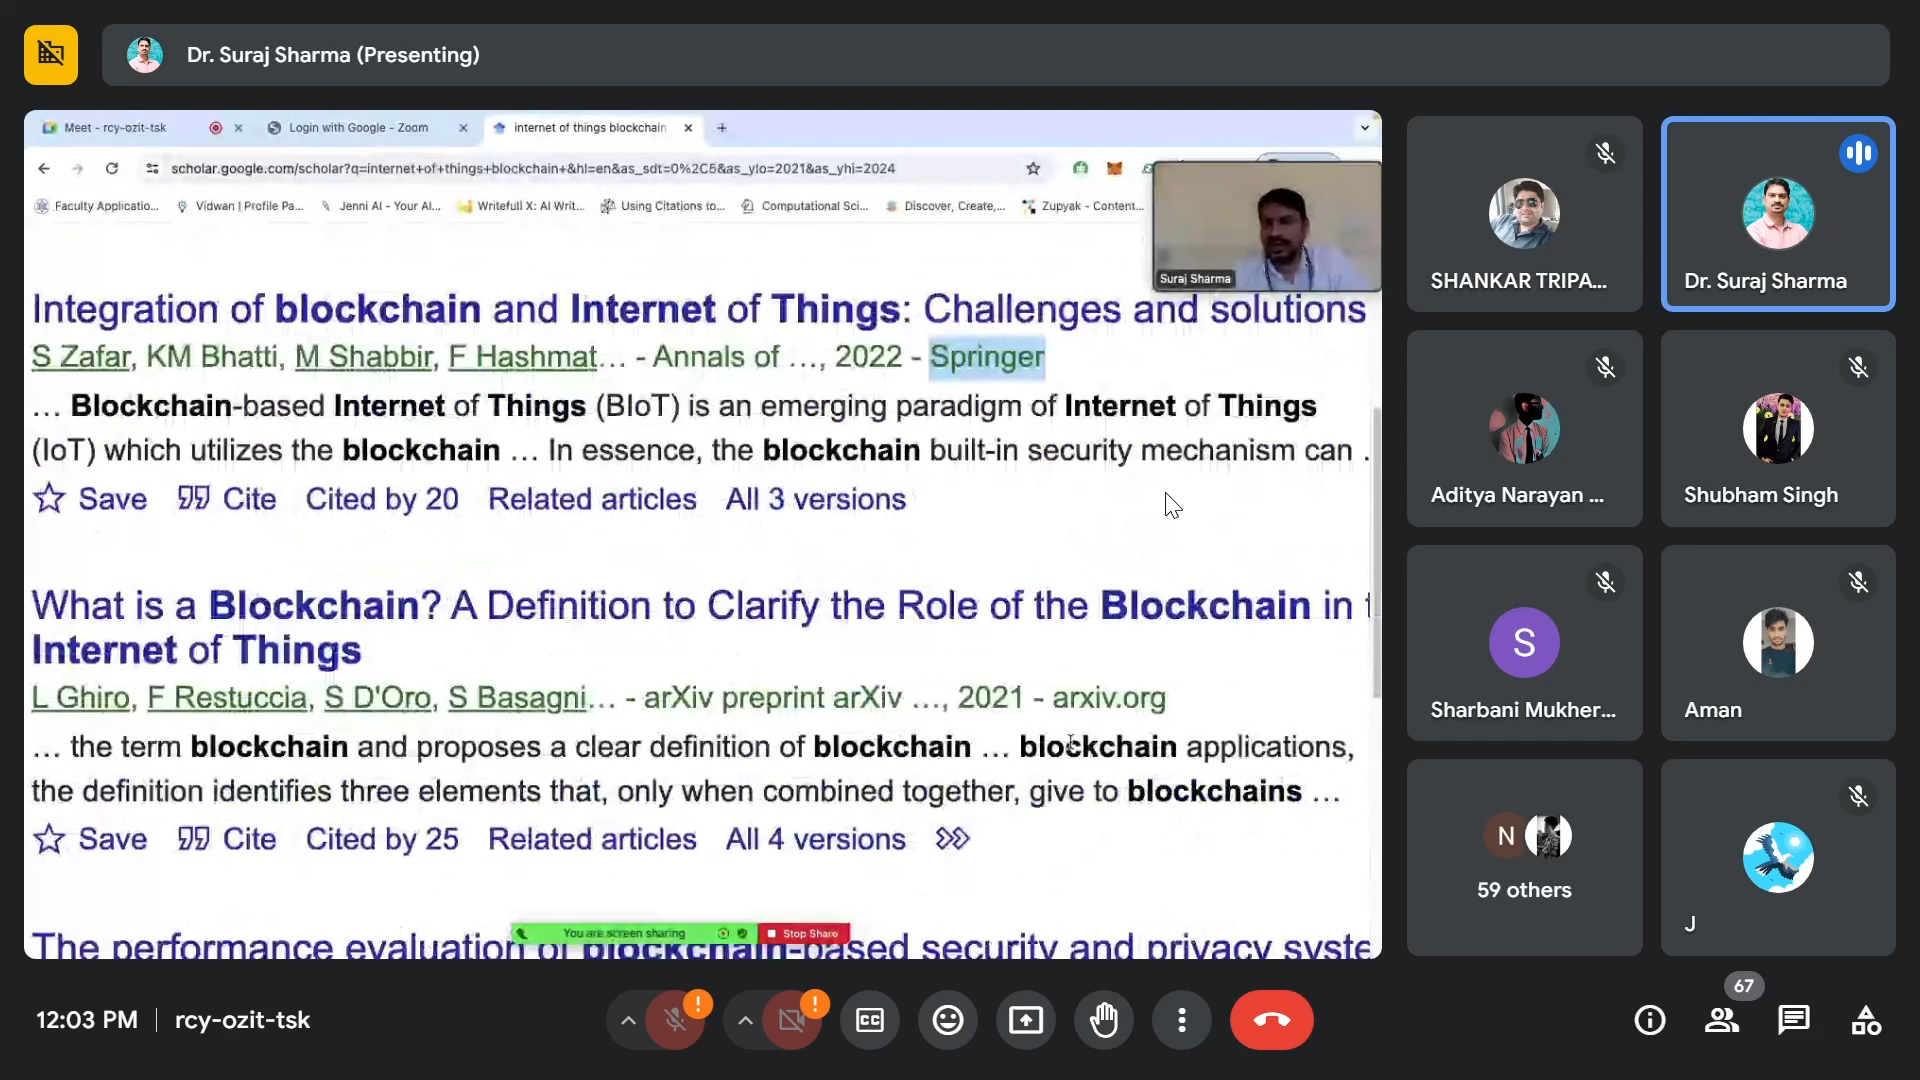 Dr. Suraj Sharma (Presenting)
Meet - rcy-ozit-tsk
Login with Google - Zoom
internet of things blockchain
scholar.google.com/scholar?q=internet+of+things+blockchain+&hl=en&as_sdt=0%2C5&as_ylo=2021&as_yhi=2024
Faculty Applicatio...
Vidwan | Profile Pa...
Jenni AI - Your AI...
Writefull X: AI Writ...
Using Citations to...
Computational Sci...
Discover, Create,...
Zupyak - Content...
Suraj Sharma
Integration of blockchain and Internet of Things: Challenges and solutions
S Zafar, KM Bhatti, M Shabbir, F Hashmat… - Annals of …, 2022 - Springer
… Blockchain-based Internet of Things (BIoT) is an emerging paradigm of Internet of Things
(IoT) which utilizes the blockchain … In essence, the blockchain built-in security mechanism can .
Save Cite Cited by 20 Related articles All 3 versions
What is a Blockchain? A Definition to Clarify the Role of the Blockchain in t
Internet of Things
L Ghiro, F Restuccia, S D'Oro, S Basagni… - arXiv preprint arXiv …, 2021 - arxiv.org
… the term blockchain and proposes a clear definition of blockchain … blockchain applications,
the definition identifies three elements that, only when combined together, give to blockchains …
Save Cite Cited by 25 Related articles All 4 versions
You are screen sharing Stop Share
The performance evaluation of blockchain-based security and privacy syste
SHANKAR TRIPA...
Dr. Suraj Sharma
Aditya Narayan ...
Shubham Singh
S
Sharbani Mukher...
Aman
N
59 others
J
12:03 PM | rcy-ozit-tsk
CC
67